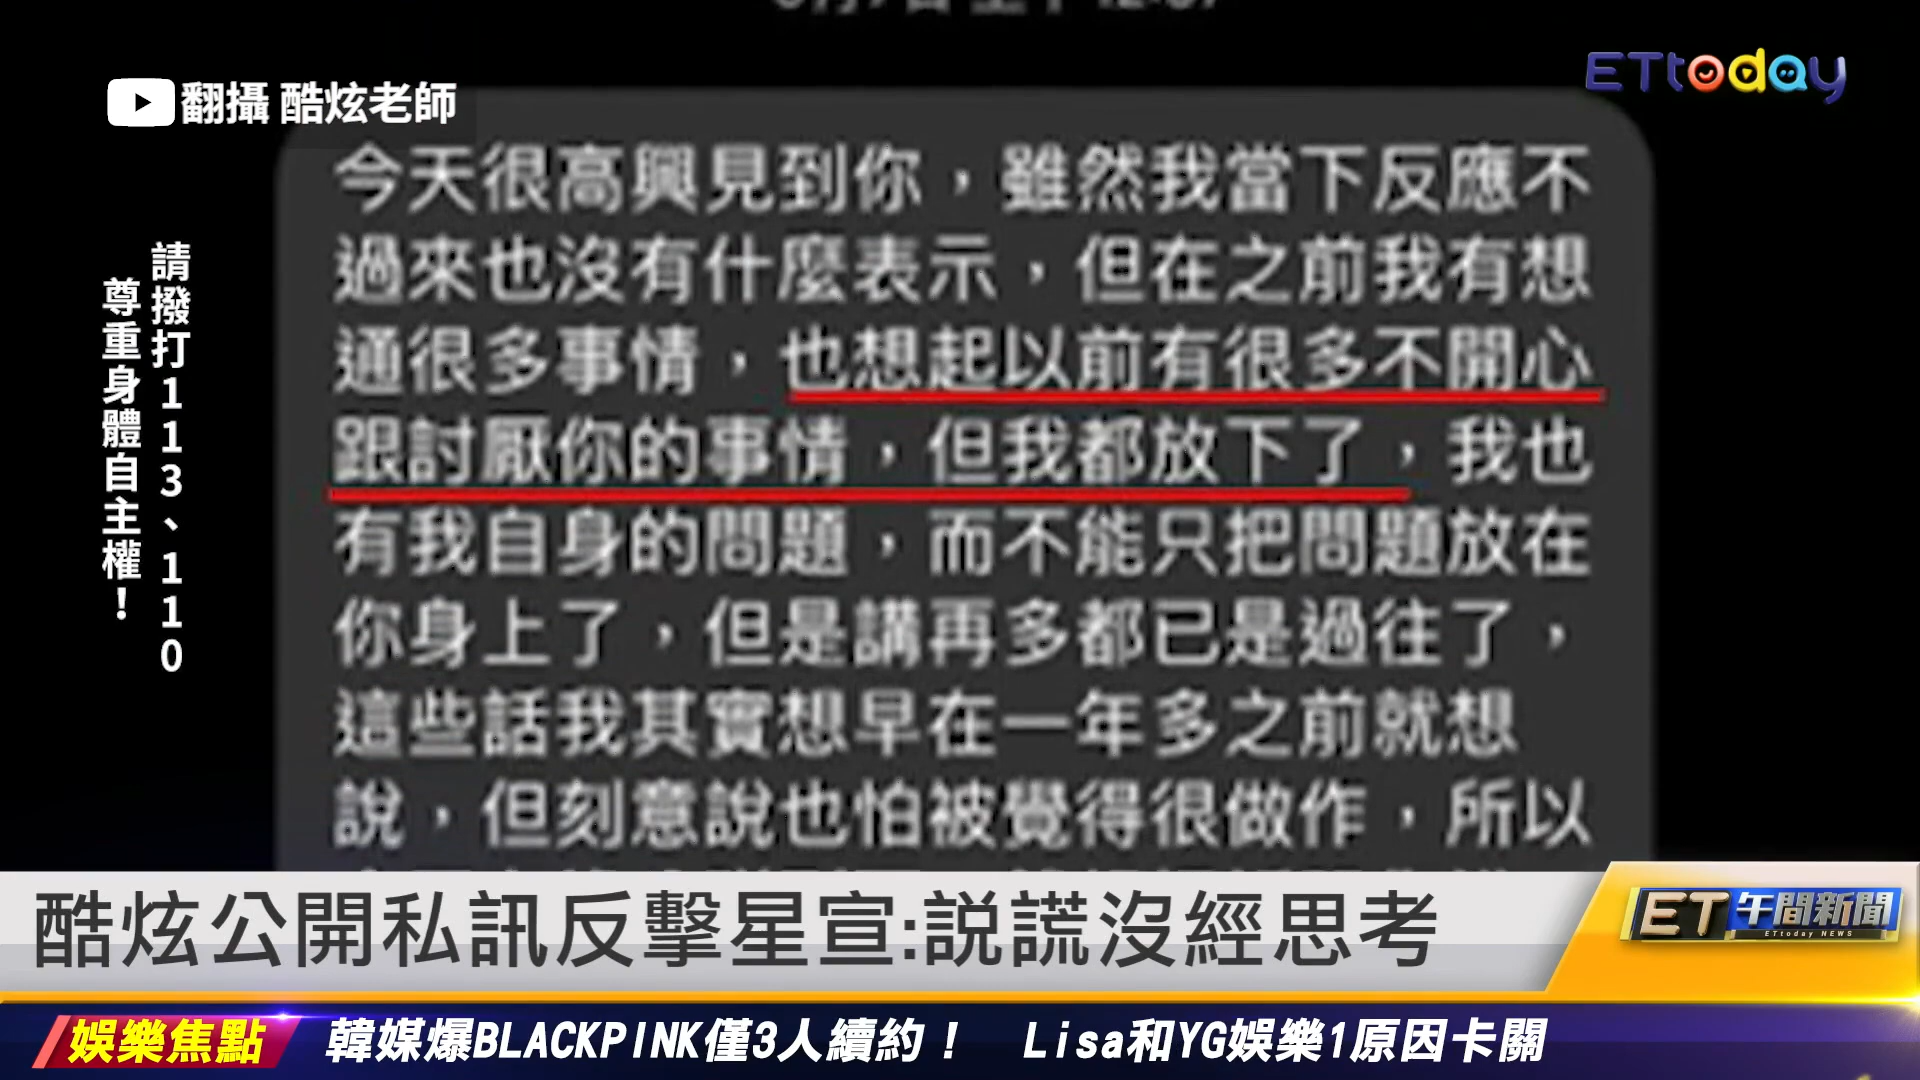 ETtoday
翻攝 酷炫老師
請撥打113、110
尊重身體自主權！
今天很高興見到你，雖然我當下反應不
過來也沒有什麼表示，但在之前我有想
通很多事情，也想起以前有很多不開心
跟討厭你的事情，但我都放下了，我也
有我自身的問題，而不能只把問題放在
你身上了，但是講再多都已是過往了，
這些話我其實想早在一年多之前就想
說，但刻意說也怕被覺得很做作，所以
酷炫公開私訊反擊星宣:説謊沒經思考
ET午間新聞
ETtoday NEWS
娛樂焦點
韓媒爆BLACKPINK僅3人續約！ Lisa和YG娛樂1原因卡關